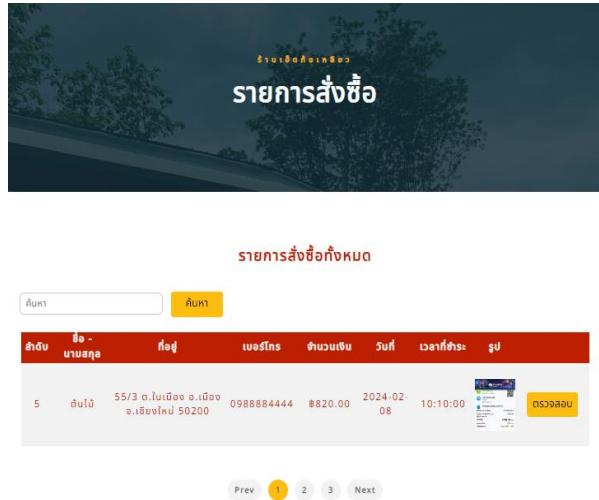 ร้านเจ๊ดก้อเหลียว
รายการสั่งซื้อ
รายการสั่งซื้อทั้งหมด
ค้นหา ค้นหา
ลำดับ ชื่อ - นามสกุล ที่อยู่ เบอร์โทร จำนวนเงิน วันที่ เวลาที่ชำระ รูป
5 ต้นไม้ 55/3 ต.ในเมือง อ.เมือง จ.เชียงใหม่ 50200 0988884444 ฿820.00 2024-02-08 10:10:00 ตรวจสอบ
Prev 1 2 3 Next